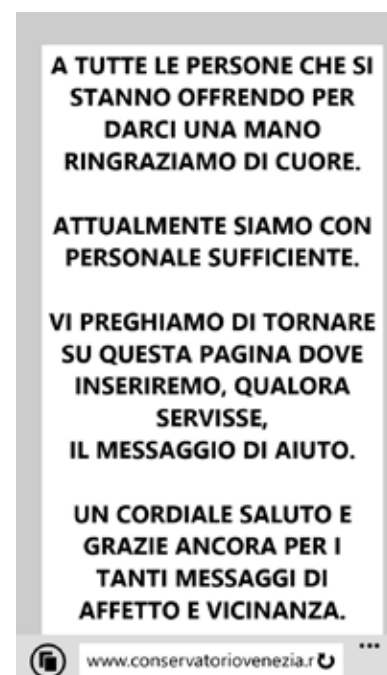 A TUTTE LE PERSONE CHE SI
STANNO OFFRENDO PER
DARCI UNA MANO
RINGRAZIAMO DI CUORE.
ATTUALMENTE SIAMO CON
PERSONALE SUFFICIENTE.
VI PREGHIAMO DI TORNARE
SU QUESTA PAGINA DOVE
INSERIREMO, QUALORA
SERVISSE,
IL MESSAGGIO DI AIUTO.
UN CORDIALE SALUTO E
GRAZIE ANCORA PER I
TANTI MESSAGGI DI
AFFETTO E VICINANZA.
www.conservatoriovenezia.r